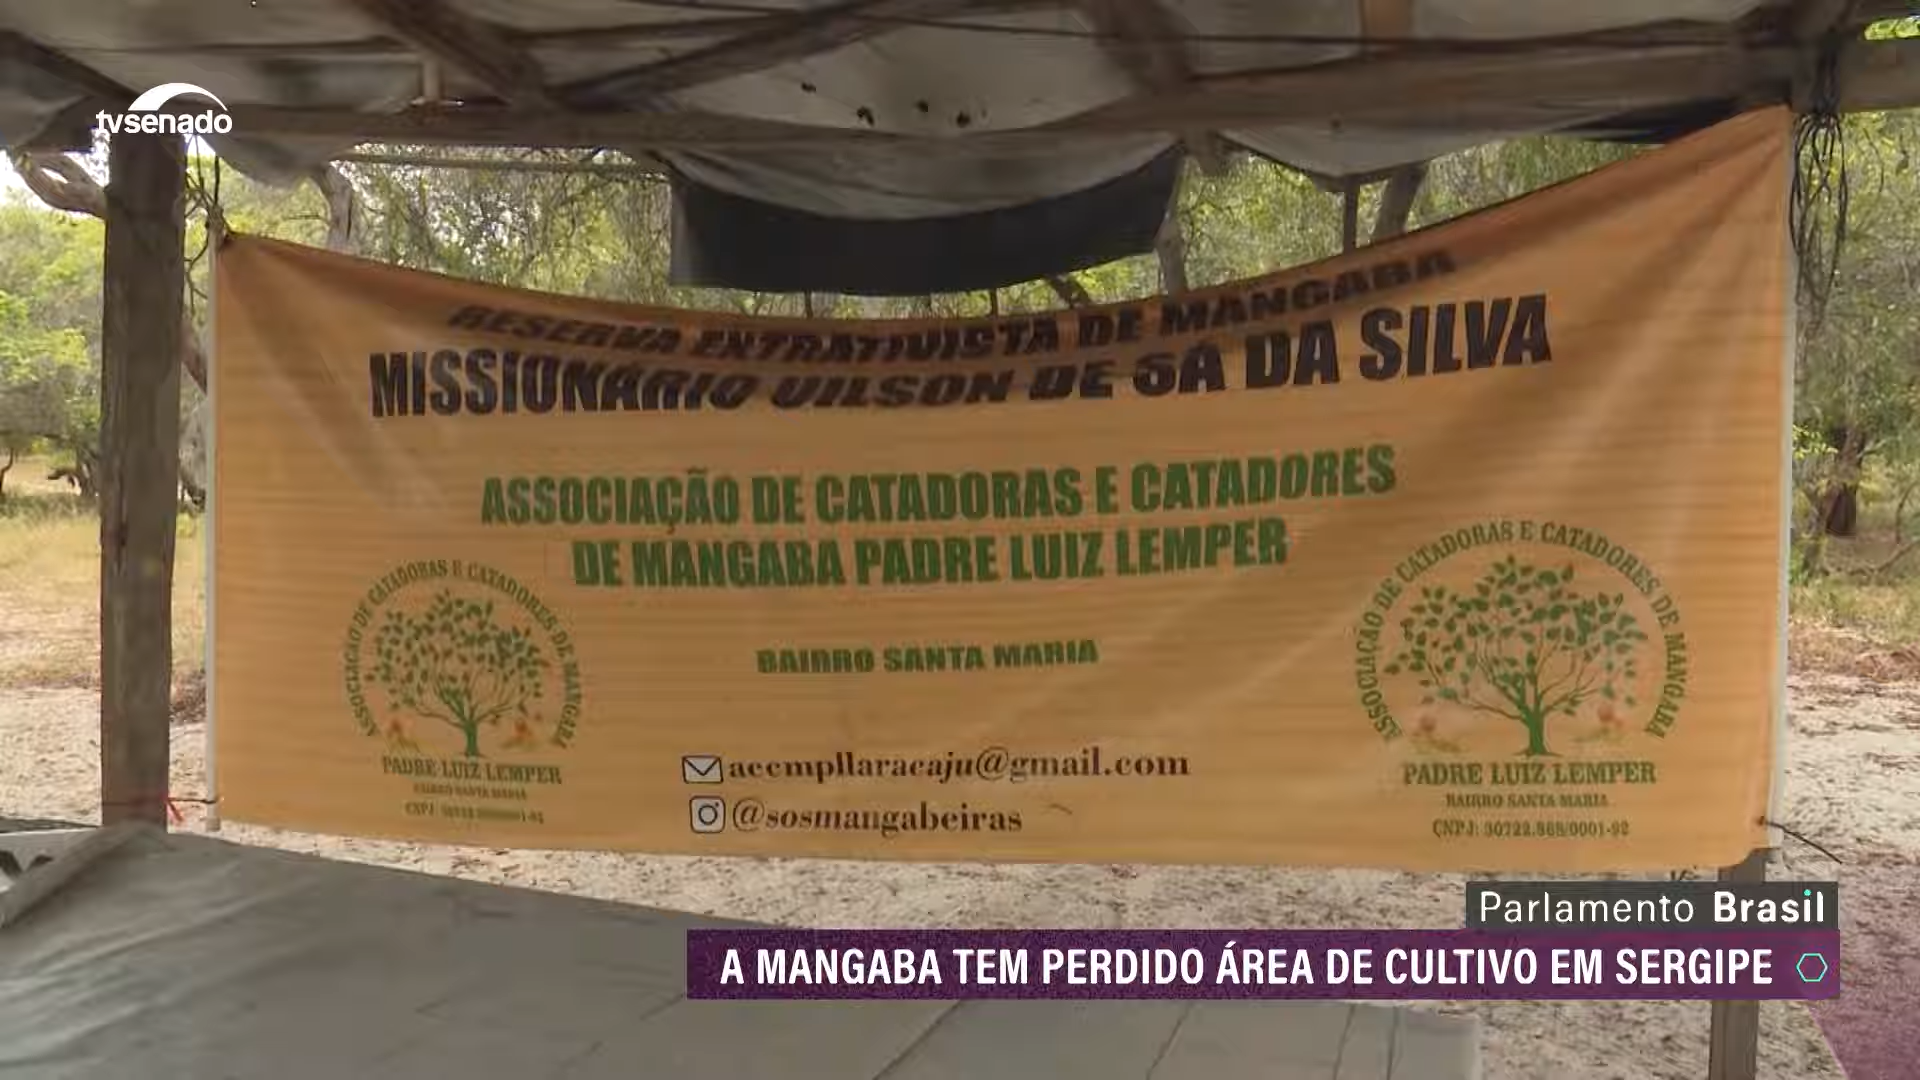 tvsenado
RESERVA EXTRATIVISTA DE MANGABA
MISSIONÁRIO UILSON DE SÁ DA SILVA
ASSOCIAÇÃO DE CATADORAS E CATADORES
DE MANGABA PADRE LUIZ LEMPER
ASSOCIAÇÃO DE CATADORAS E CATADORES DE MANGABA
PADRE LUIZ LEMPER
BAIRRO SANTA MARIA
CNPJ:
BAIRRO SANTA MARIA
accmpllaracaju@gmail.com
@sosmangabeiras
ASSOCIAÇÃO DE CATADORAS E CATADORES DE MANGABA
PADRE LUIZ LEMPER
BAIRRO SANTA MARIA
CNPJ: 30722.868/0001-92
Parlamento Brasil
A MANGABA TEM PERDIDO ÁREA DE CULTIVO EM SERGIPE